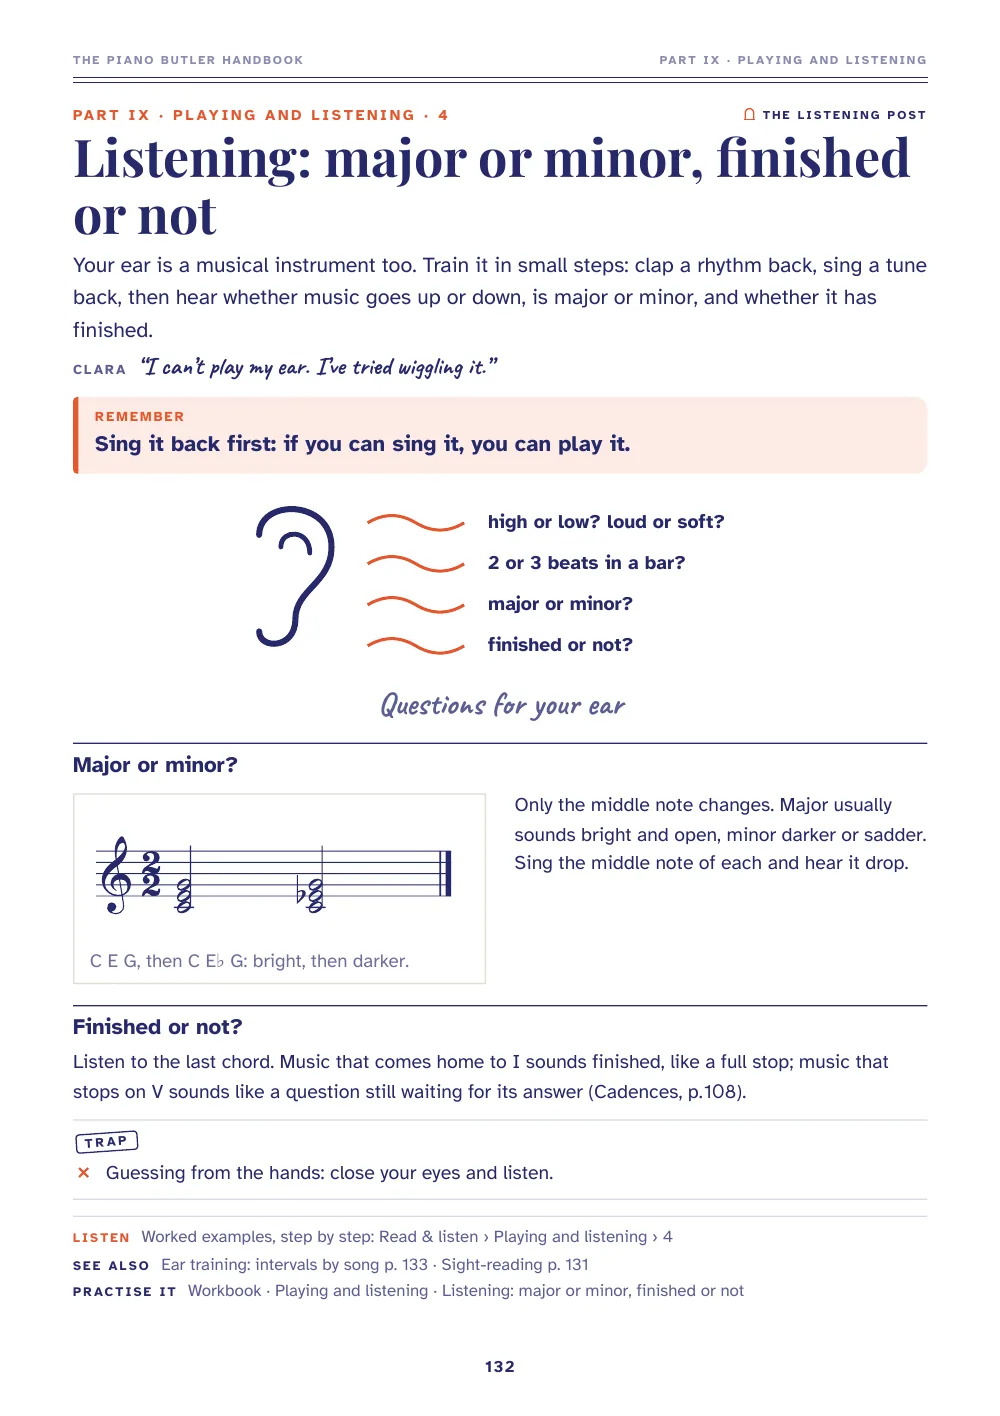 THE PIANO BUTLER HANDBOOK
PART IX · PLAYING AND LISTENING
PART IX · PLAYING AND LISTENING · 4
THE LISTENING POST
Listening: major or minor, finished
or not
Your ear is a musical instrument too. Train it in small steps: clap a rhythm back, sing a tune
back, then hear whether music goes up or down, is major or minor, and whether it has
finished.
CLARA “I can’t play my ear. I’ve tried wiggling it.”
REMEMBER
Sing it back first: if you can sing it, you can play it.
high or low? loud or soft?
2 or 3 beats in a bar?
major or minor?
finished or not?
Questions for your ear
Major or minor?
2
2
C E G, then C E♭ G: bright, then darker.
Only the middle note changes. Major usually
sounds bright and open, minor darker or sadder.
Sing the middle note of each and hear it drop.
Finished or not?
Listen to the last chord. Music that comes home to I sounds finished, like a full stop; music that
stops on V sounds like a question still waiting for its answer (Cadences, p.108).
TRAP
× Guessing from the hands: close your eyes and listen.
LISTEN Worked examples, step by step: Read & listen › Playing and listening › 4
SEE ALSO Ear training: intervals by song p. 133 · Sight-reading p. 131
PRACTISE IT Workbook · Playing and listening · Listening: major or minor, finished or not
132